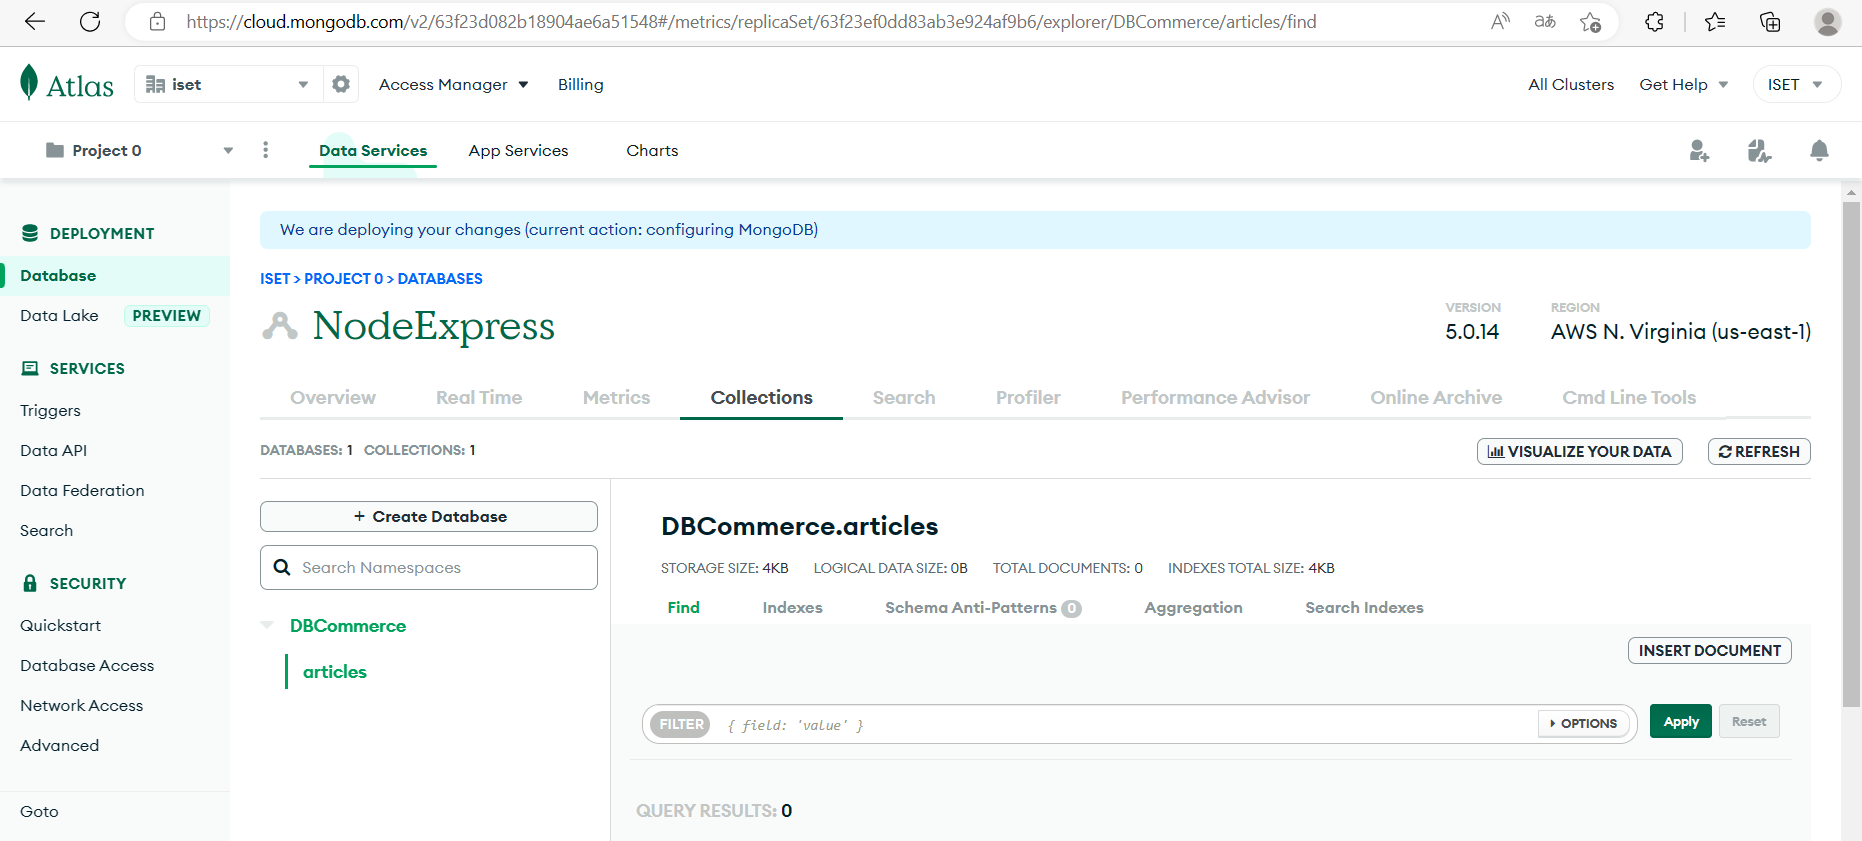 https://cloud.mongodb.com/v2/63f23d082b18904ae6a51548#/metrics/replicaSet/63f23ef0dd83ab3e924af9b6/explorer/DBCommerce/articles/find
Atlas
iset
Access Manager
Billing
All Clusters
Get Help
ISET
Project 0
Data Services
App Services
Charts
DEPLOYMENT
Database
Data Lake
PREVIEW
SERVICES
Triggers
Data API
Data Federation
Search
SECURITY
Quickstart
Database Access
Network Access
Advanced
Goto
We are deploying your changes (current action: configuring MongoDB)
ISET > PROJECT 0 > DATABASES
NodeExpress
VERSION
5.0.14
REGION
AWS N. Virginia (us-east-1)
Overview
Real Time
Metrics
Collections
Search
Profiler
Performance Advisor
Online Archive
Cmd Line Tools
DATABASES: 1 COLLECTIONS: 1
VISUALIZE YOUR DATA
REFRESH
+ Create Database
Search Namespaces
DBCommerce
articles
DBCommerce.articles
STORAGE SIZE: 4KB LOGICAL DATA SIZE: 0B TOTAL DOCUMENTS: 0 INDEXES TOTAL SIZE: 4KB
Find
Indexes
Schema Anti-Patterns 0
Aggregation
Search Indexes
INSERT DOCUMENT
FILTER
{ field: 'value' }
OPTIONS
Apply
Reset
QUERY RESULTS: 0